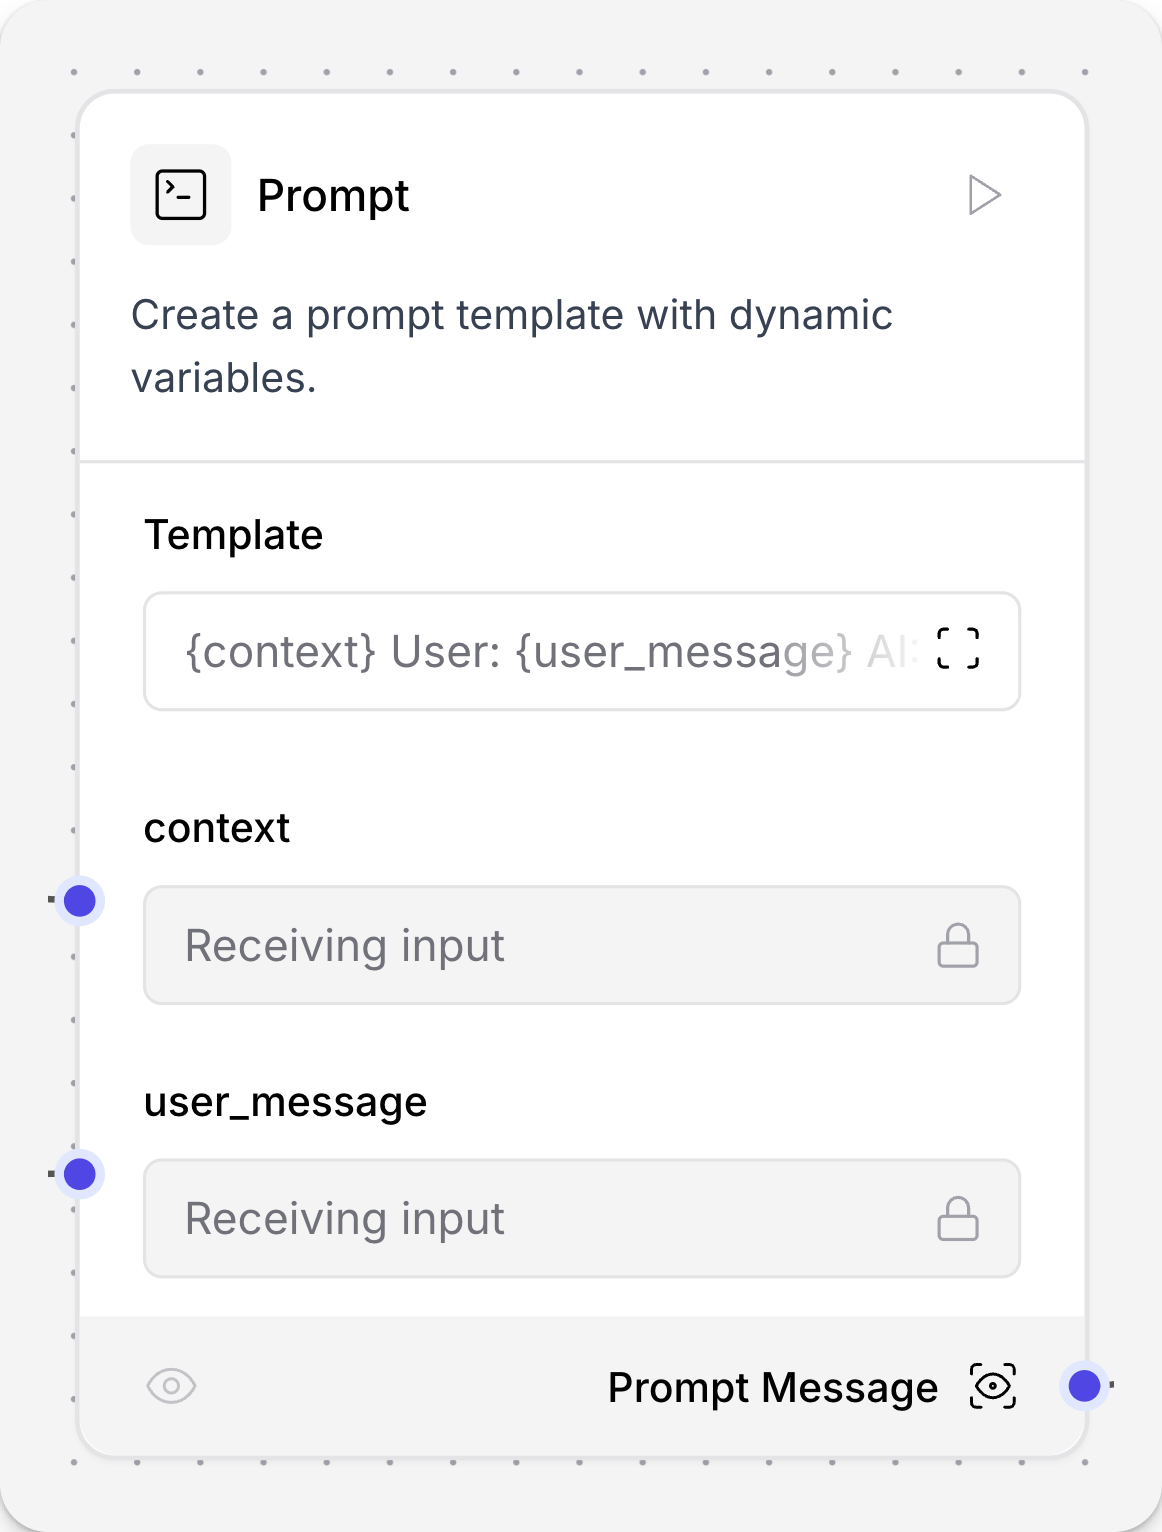 Prompt
Create a prompt template with dynamic
variables.
Template
{context} User: {user_message} AI:
context
Receiving input
user_message
Receiving input
Prompt Message